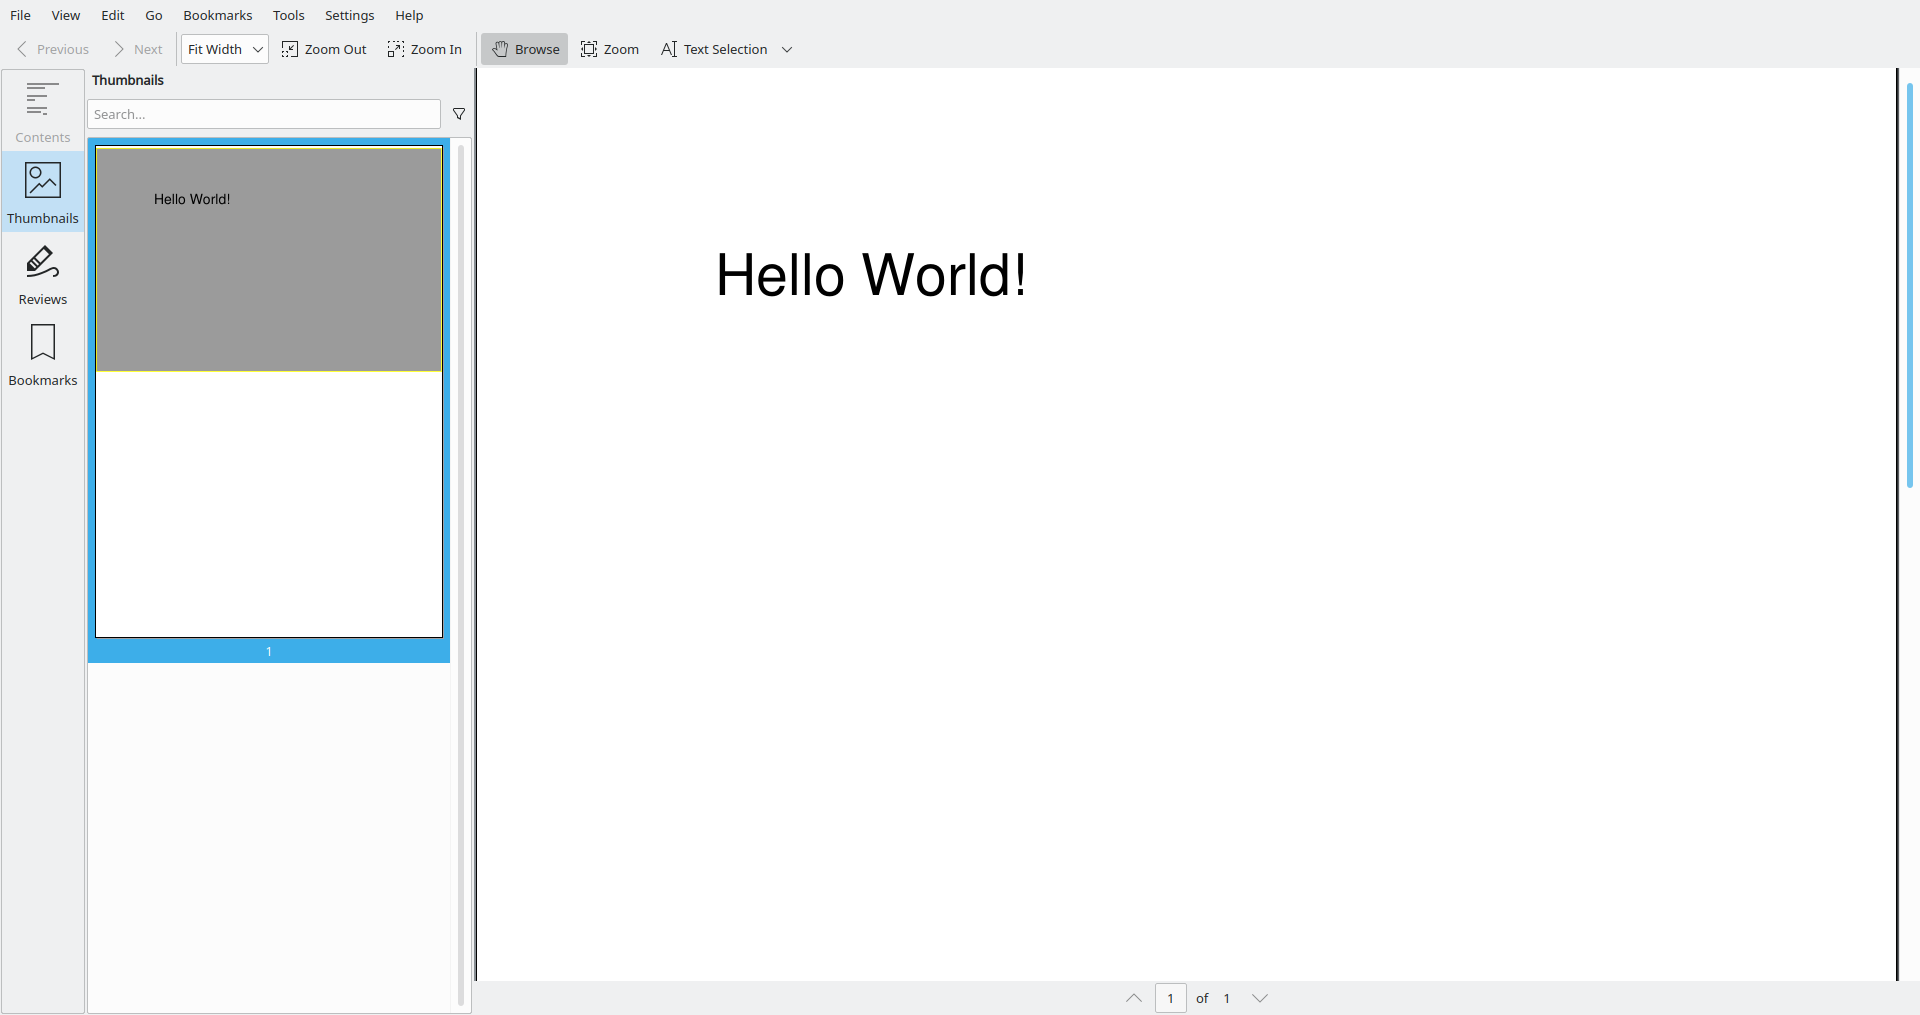 File View Edit Go Bookmarks Tools Settings Help
Previous Next Fit Width Zoom Out Zoom In Browse Zoom Text Selection
Thumbnails
Search...
Contents
Thumbnails
Reviews
Bookmarks
Hello World!
1
Hello World!
1 of 1